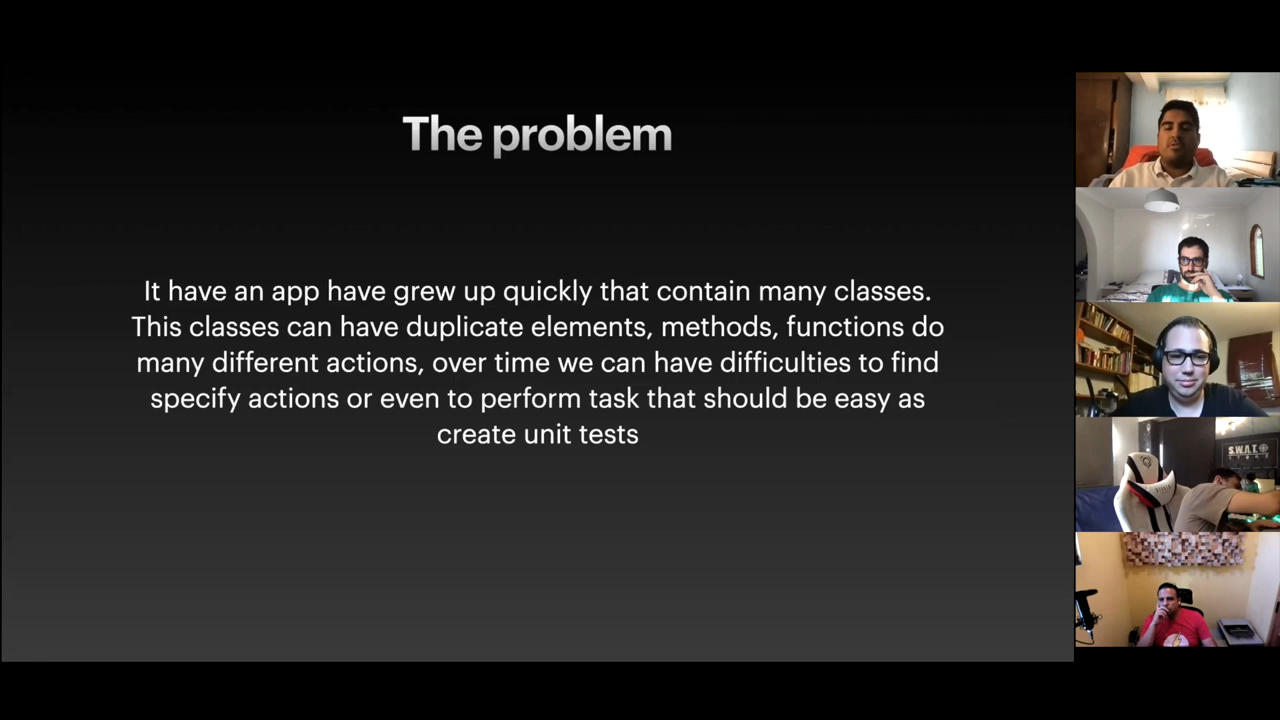 The problem
It have an app have grew up quickly that contain many classes.
This classes can have duplicate elements, methods, functions do
many different actions, over time we can have difficulties to find
specify actions or even to perform task that should be easy as
create unit tests
S.W.A.T.